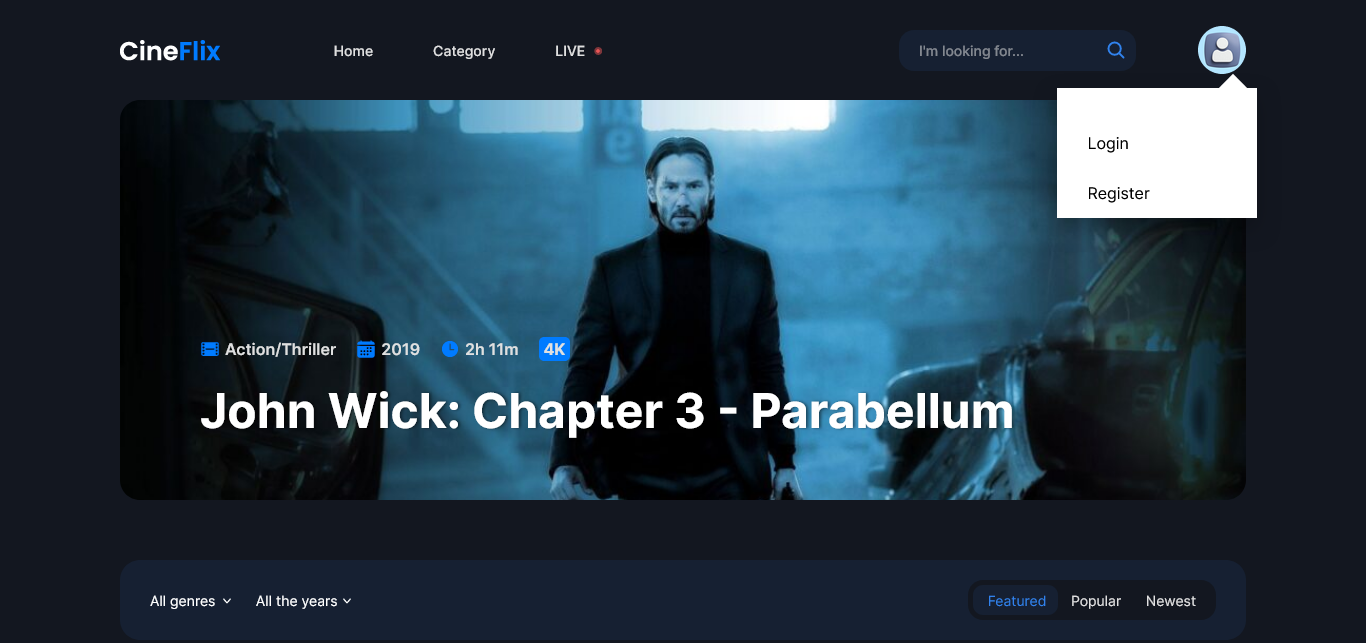 CineFlix
Home
Category
LIVE
I'm looking for...
Login
Register
Action/Thriller
2019
2h 11m
4K
John Wick: Chapter 3 - Parabellum
All genres
All the years
Featured
Popular
Newest